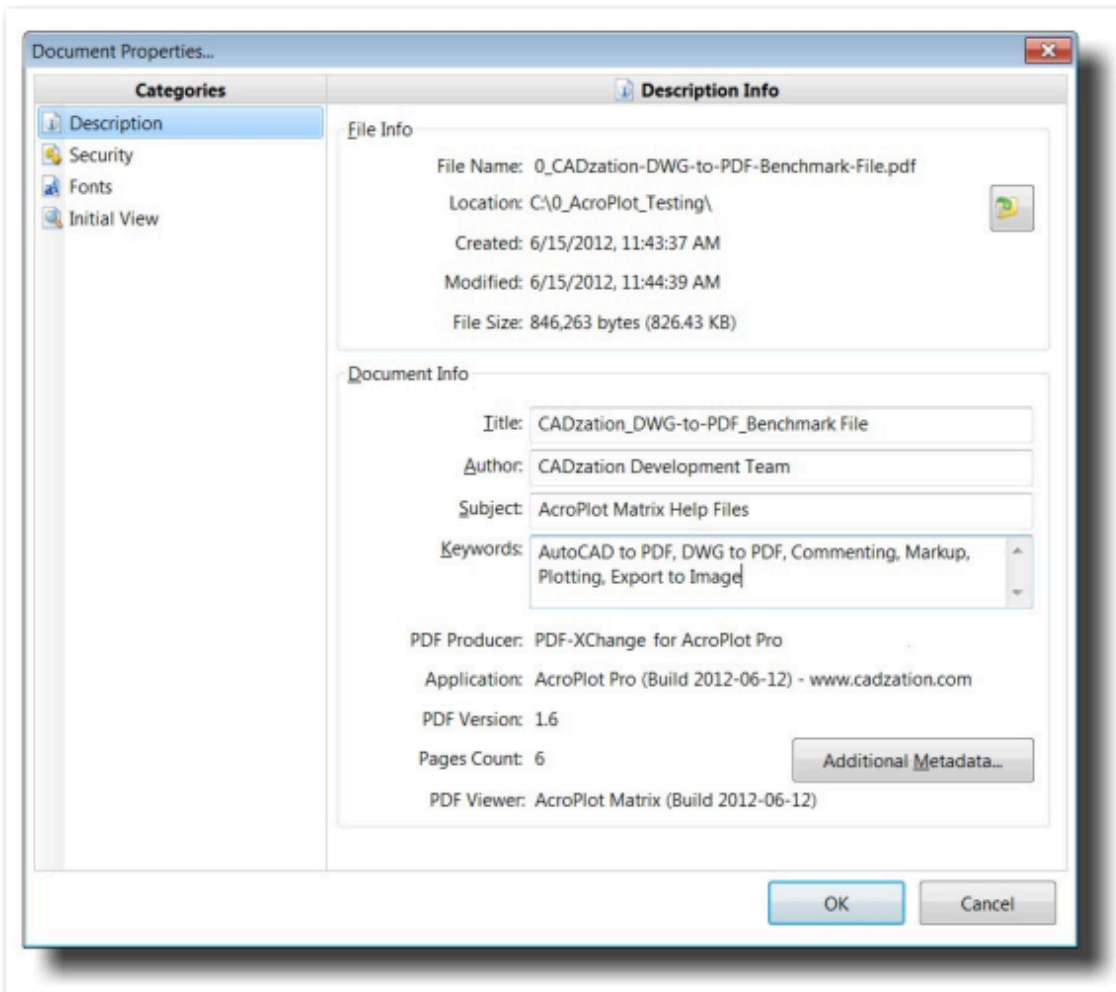 Document Properties...
Categories
Description Info
Description
Security
Fonts
Initial View
File Info
File Name: 0_CADzation-DWG-to-PDF-Benchmark-File.pdf
Location: C:\0_AcroPlot_Testing\
Created: 6/15/2012, 11:43:37 AM
Modified: 6/15/2012, 11:44:39 AM
File Size: 846,263 bytes (826.43 KB)
Document Info
Title: CADzation_DWG-to-PDF_Benchmark File
Author: CADzation Development Team
Subject: AcroPlot Matrix Help Files
Keywords: AutoCAD to PDF, DWG to PDF, Commenting, Markup,
Plotting, Export to Image
PDF Producer: PDF-XChange for AcroPlot Pro
Application: AcroPlot Pro (Build 2012-06-12) - www.cadzation.com
PDF Version: 1.6
Pages Count: 6
Additional Metadata...
PDF Viewer: AcroPlot Matrix (Build 2012-06-12)
OK
Cancel